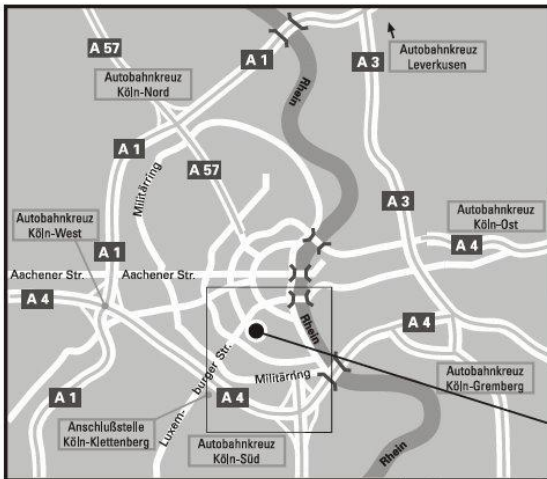 A 57
Autobahnkreuz
Köln-Nord
A 1
Rhein
Autobahnkreuz
Leverkusen
A 3
A 1
Militärring
A 57
A 3
Autobahnkreuz
Köln-West
Autobahnkreuz
Köln-Ost
A 1
A 4
Aachener Str.
Aachener Str.
A 4
Rhein
A 4
Militärring
Luxem-
burger Str.
A 1
A 4
Autobahnkreuz
Köln-Gremberg
Anschlußstelle
Köln-Klettenberg
Autobahnkreuz
Köln-Süd
Rhein